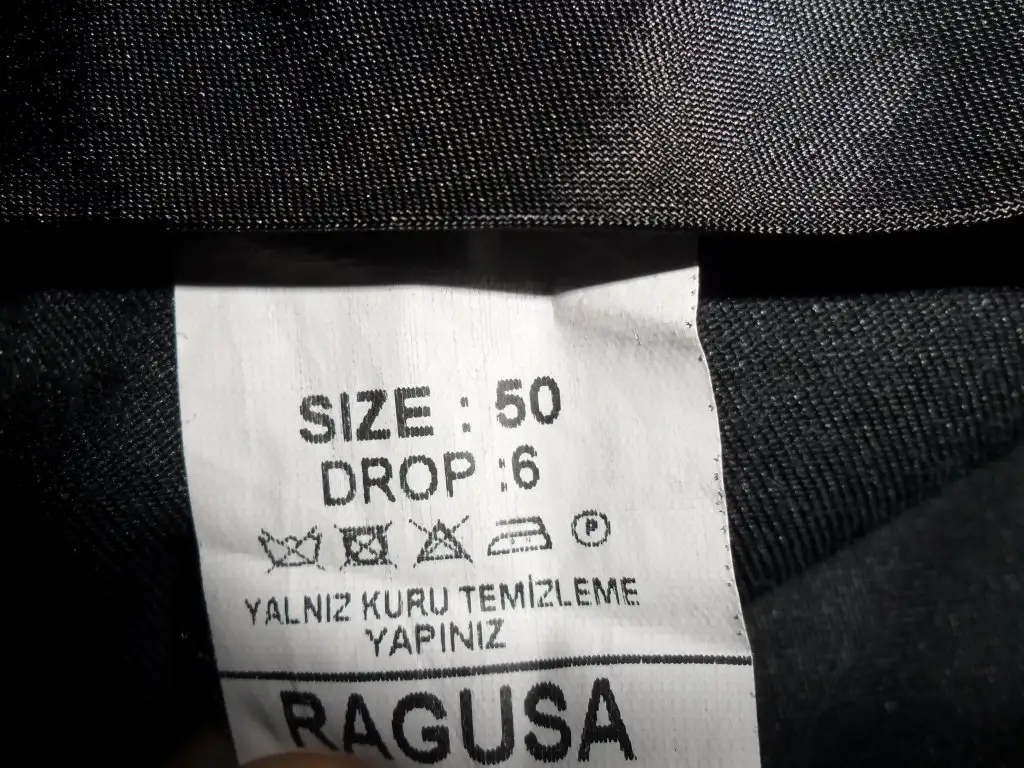 SIZE : 50
DROP :6
P
YALNIZ KURU TEMİZLEME
YAPINIZ
RAGUSA